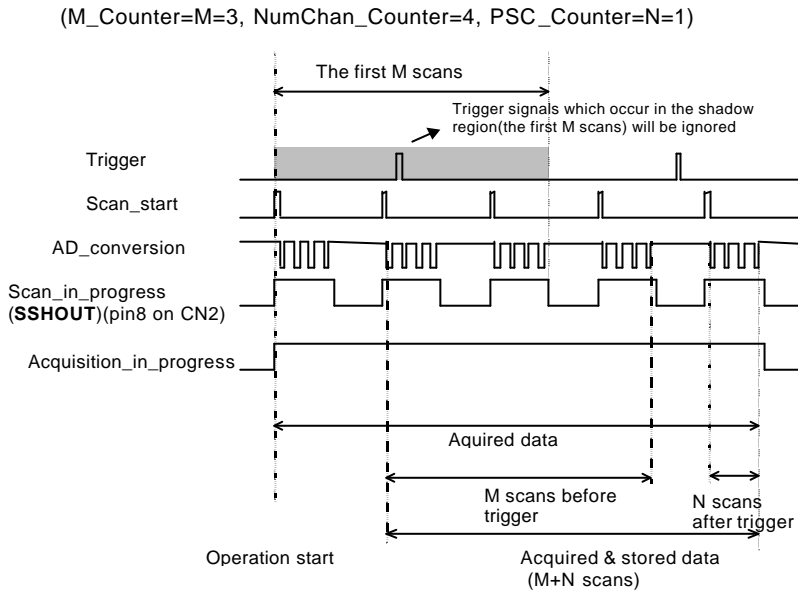 (M_Counter=M=3, NumChan_Counter=4, PSC_Counter=N=1)
The first M scans
Trigger signals which occur in the shadow
region(the first M scans) will be ignored
Trigger
Scan_start
AD_conversion
Scan_in_progress
(SSHOUT)(pin8 on CN2)
Acquisition_in_progress
Aquired data
M scans before
trigger
N scans
after trigger
Operation start
Acquired & stored data
(M+N scans)